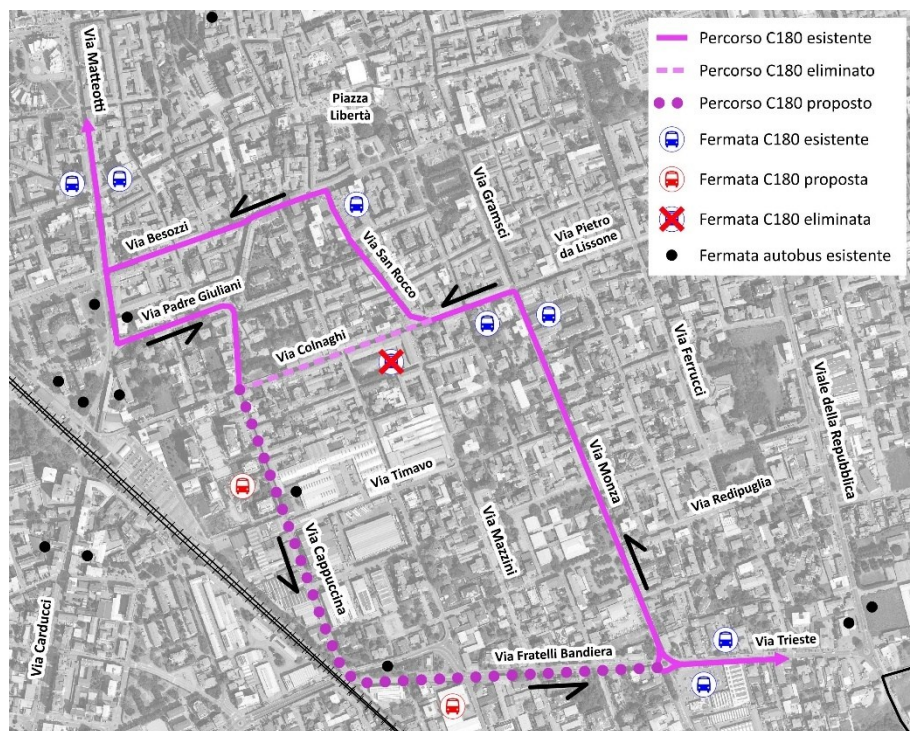 Via Matteotti
Piazza
Libertà
Percorso C180 esistente
Percorso C180 eliminato
Percorso C180 proposto
Fermata C180 esistente
Fermata C180 proposta
Fermata C180 eliminata
Fermata autobus esistente
Via Gramsci
Via Pietro
da Lissone
Via Besozzi
Via San Rocco
Via Padre Giuliani
Via Colnaghi
Via Ferrucci
Viale della Repubblica
Via Timavo
Via Monza
Via Redipuglia
Via Mazzini
Via Cappuccina
Via Carducci
Via Fratelli Bandiera
Via Trieste